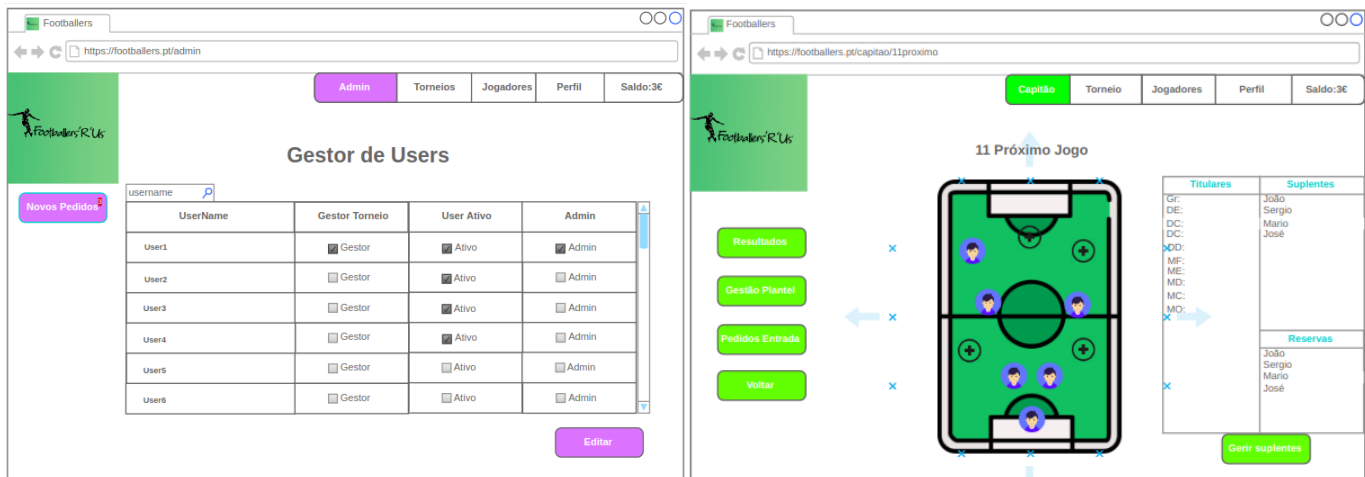 Footballers
https://footballers.pt/admin
Admin Torneios Jogadores Perfil Saldo:3€
Footballers'R'Us
Gestor de Users
Novos Pedidos
username
UserName Gestor Torneio User Ativo Admin
User1 Gestor Ativo Admin
User2 Gestor Ativo Admin
User3 Gestor Ativo Admin
User4 Gestor Ativo Admin
User5 Gestor Ativo Admin
User6 Gestor Ativo Admin
Editar
Footballers
https://footballers.pt/capitao/11proximo
Capitão Torneio Jogadores Perfil Saldo:3€
Footballers'R'Us
11 Próximo Jogo
Resultados
Gestão Plantel
Pedidos Entrada
Voltar
Titulares
Gr:
DE:
DC:
DC:
DD:
MF:
ME:
MD:
MC:
MO:
Suplentes
João
Sergio
Mario
José
Reservas
João
Sergio
Mario
José
Gerir suplentes